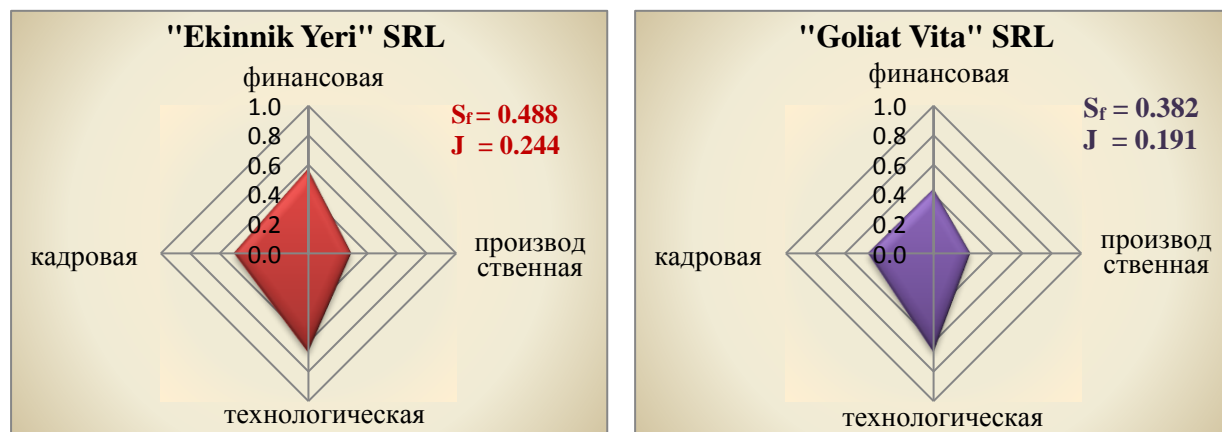 "Ekinnik Yeri" SRL
финансовая
Sf = 0.488
J = 0.244
1.0
0.8
0.6
0.4
0.2
0.0
кадровая
производ
ственная
технологическая
"Goliat Vita" SRL
финансовая
Sf = 0.382
J = 0.191
1.0
0.8
0.6
0.4
0.2
0.0
кадровая
производ
ственная
технологическая